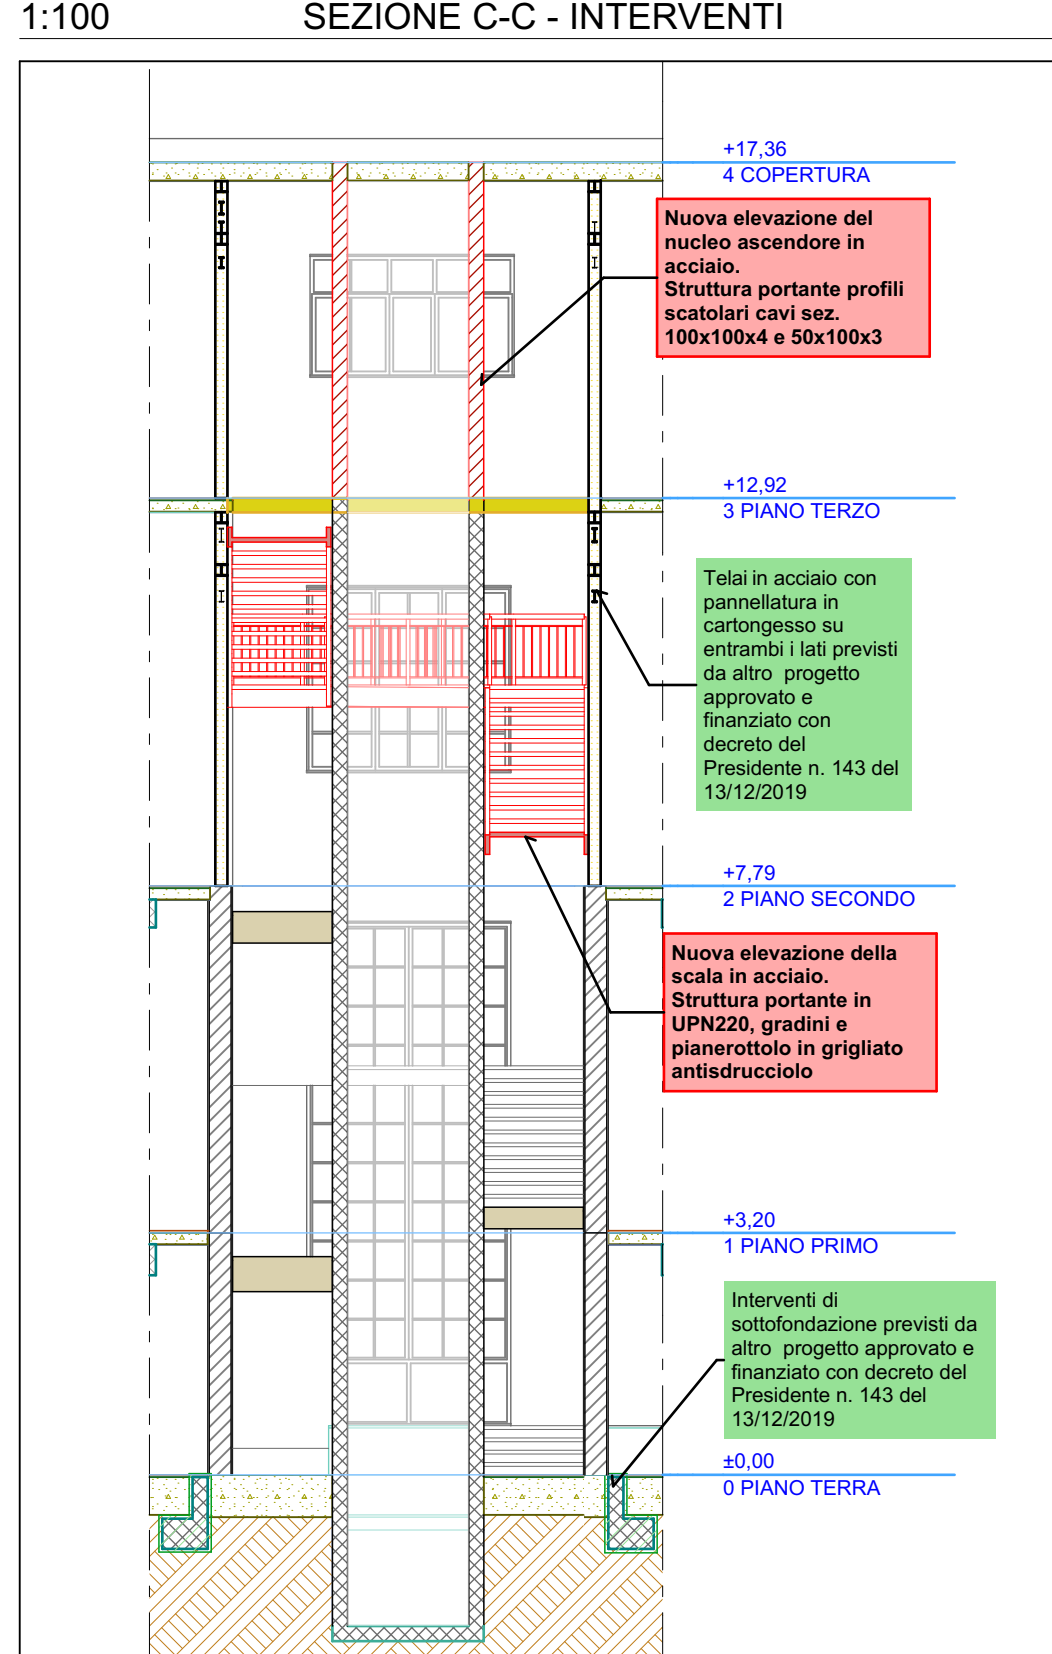 1:100 SEZIONE C-C - INTERVENTI
+17,36
4 COPERTURA
Nuova elevazione del
nucleo ascendore in
acciaio.
Struttura portante profili
scatolari cavi sez.
100x100x4 e 50x100x3
+12,92
3 PIANO TERZO
Telai in acciaio con
pannellatura in
cartongesso su
entrambi i lati previsti
da altro progetto
approvato e
finanziato con
decreto del
Presidente n. 143 del
13/12/2019
+7,79
2 PIANO SECONDO
Nuova elevazione della
scala in acciaio.
Struttura portante in
UPN220, gradini e
pianerottolo in grigliato
antisdrucciolo
+3,20
1 PIANO PRIMO
Interventi di
sottofondazione previsti da
altro progetto approvato e
finanziato con decreto del
Presidente n. 143 del
13/12/2019
±0,00
0 PIANO TERRA